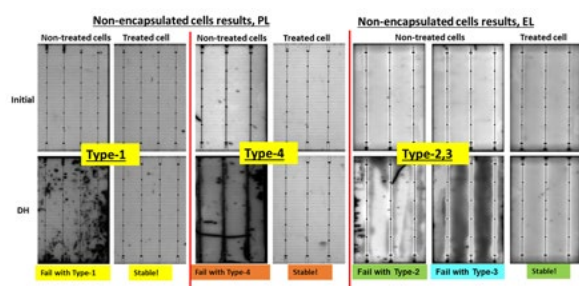 Non-encapsulated cells results, PL
Non-encapsulated cells results, EL
Non-treated cells
Treated cell
Non-treated cells
Treated cell
Non-treated cells
Treated cell
Initial
Type-1
Type-4
Type-2,3
DH
Fail with Type-1
Stable!
Fail with Type-4
Stable!
Fail with Type-2
Fail with Type-3
Stable!